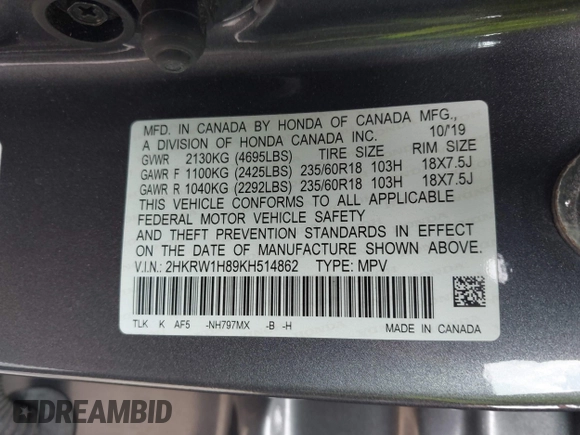 MFD. IN CANADA BY HONDA OF CANADA MFG.,
A DIVISION OF HONDA CANADA INC. 10/'19
GVWR 2130KG (4695LBS) TIRE SIZE RIM SIZE
GAWR F 1100KG (2425LBS) 235/60R18 103H 18X7.5J
GAWR R 1040KG (2292LBS) 235/60R18 103H 18X7.5J
THIS VEHICLE CONFORMS TO ALL APPLICABLE
FEDERAL MOTOR VEHICLE SAFETY
AND THEFT PREVENTION STANDARDS IN EFFECT
ON THE DATE OF MANUFACTURE SHOWN ABOVE.
V.I.N.: 2HKRW1H89KH514862 TYPE: MPV
TLK K AF5 -NH797MX -B -H
MADE IN CANADA
DREAMBID